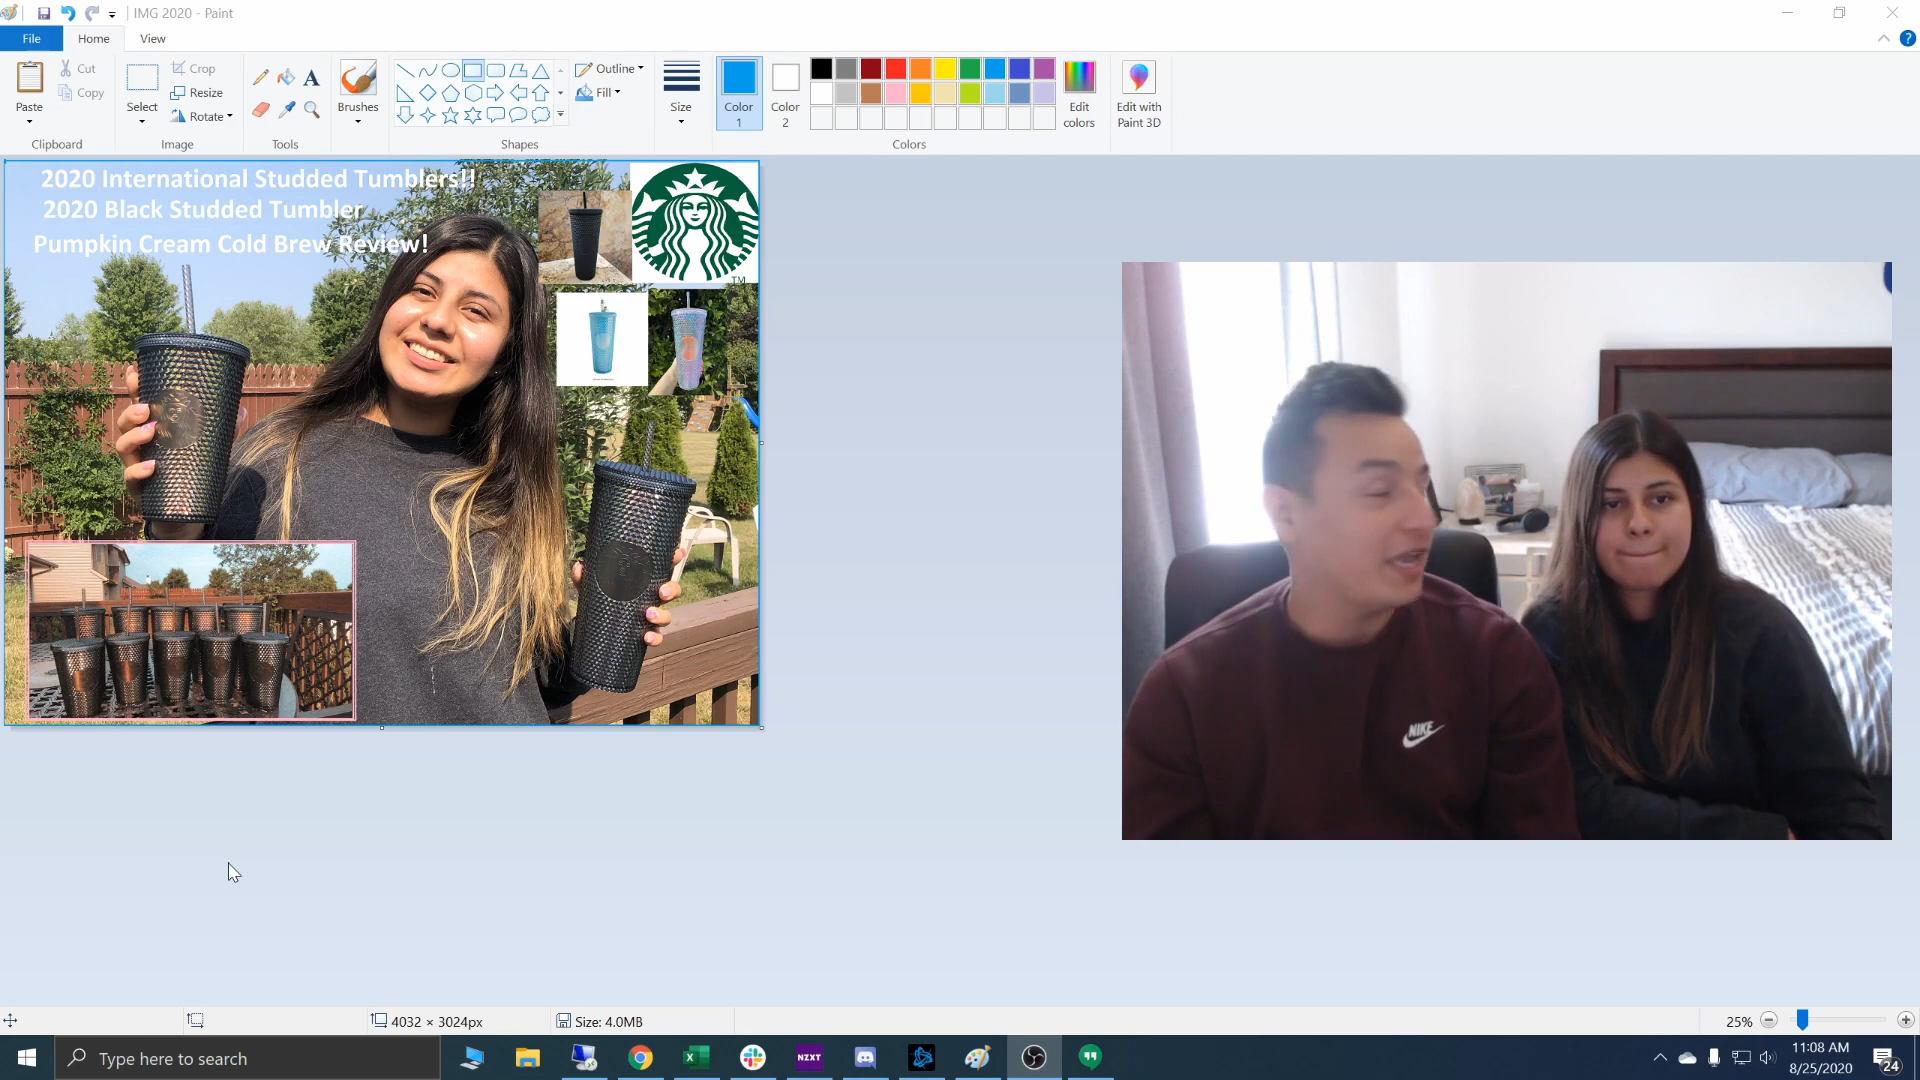 IMG 2020 - Paint
File
Home
View
Paste
Cut
Copy
Clipboard
Select
Crop
Resize
Rotate
Image
Tools
Brushes
Shapes
Outline
Fill
Size
Color
1
Color
2
Edit
colors
Colors
Edit with
Paint 3D
2020 International Studded Tumblers!!
2020 Black Studded Tumbler
Pumpkin Cream Cold Brew Review!
TM
NIKE
4032 × 3024px
Size: 4.0MB
25%
Type here to search
NZXT
11:08 AM
8/25/2020
24